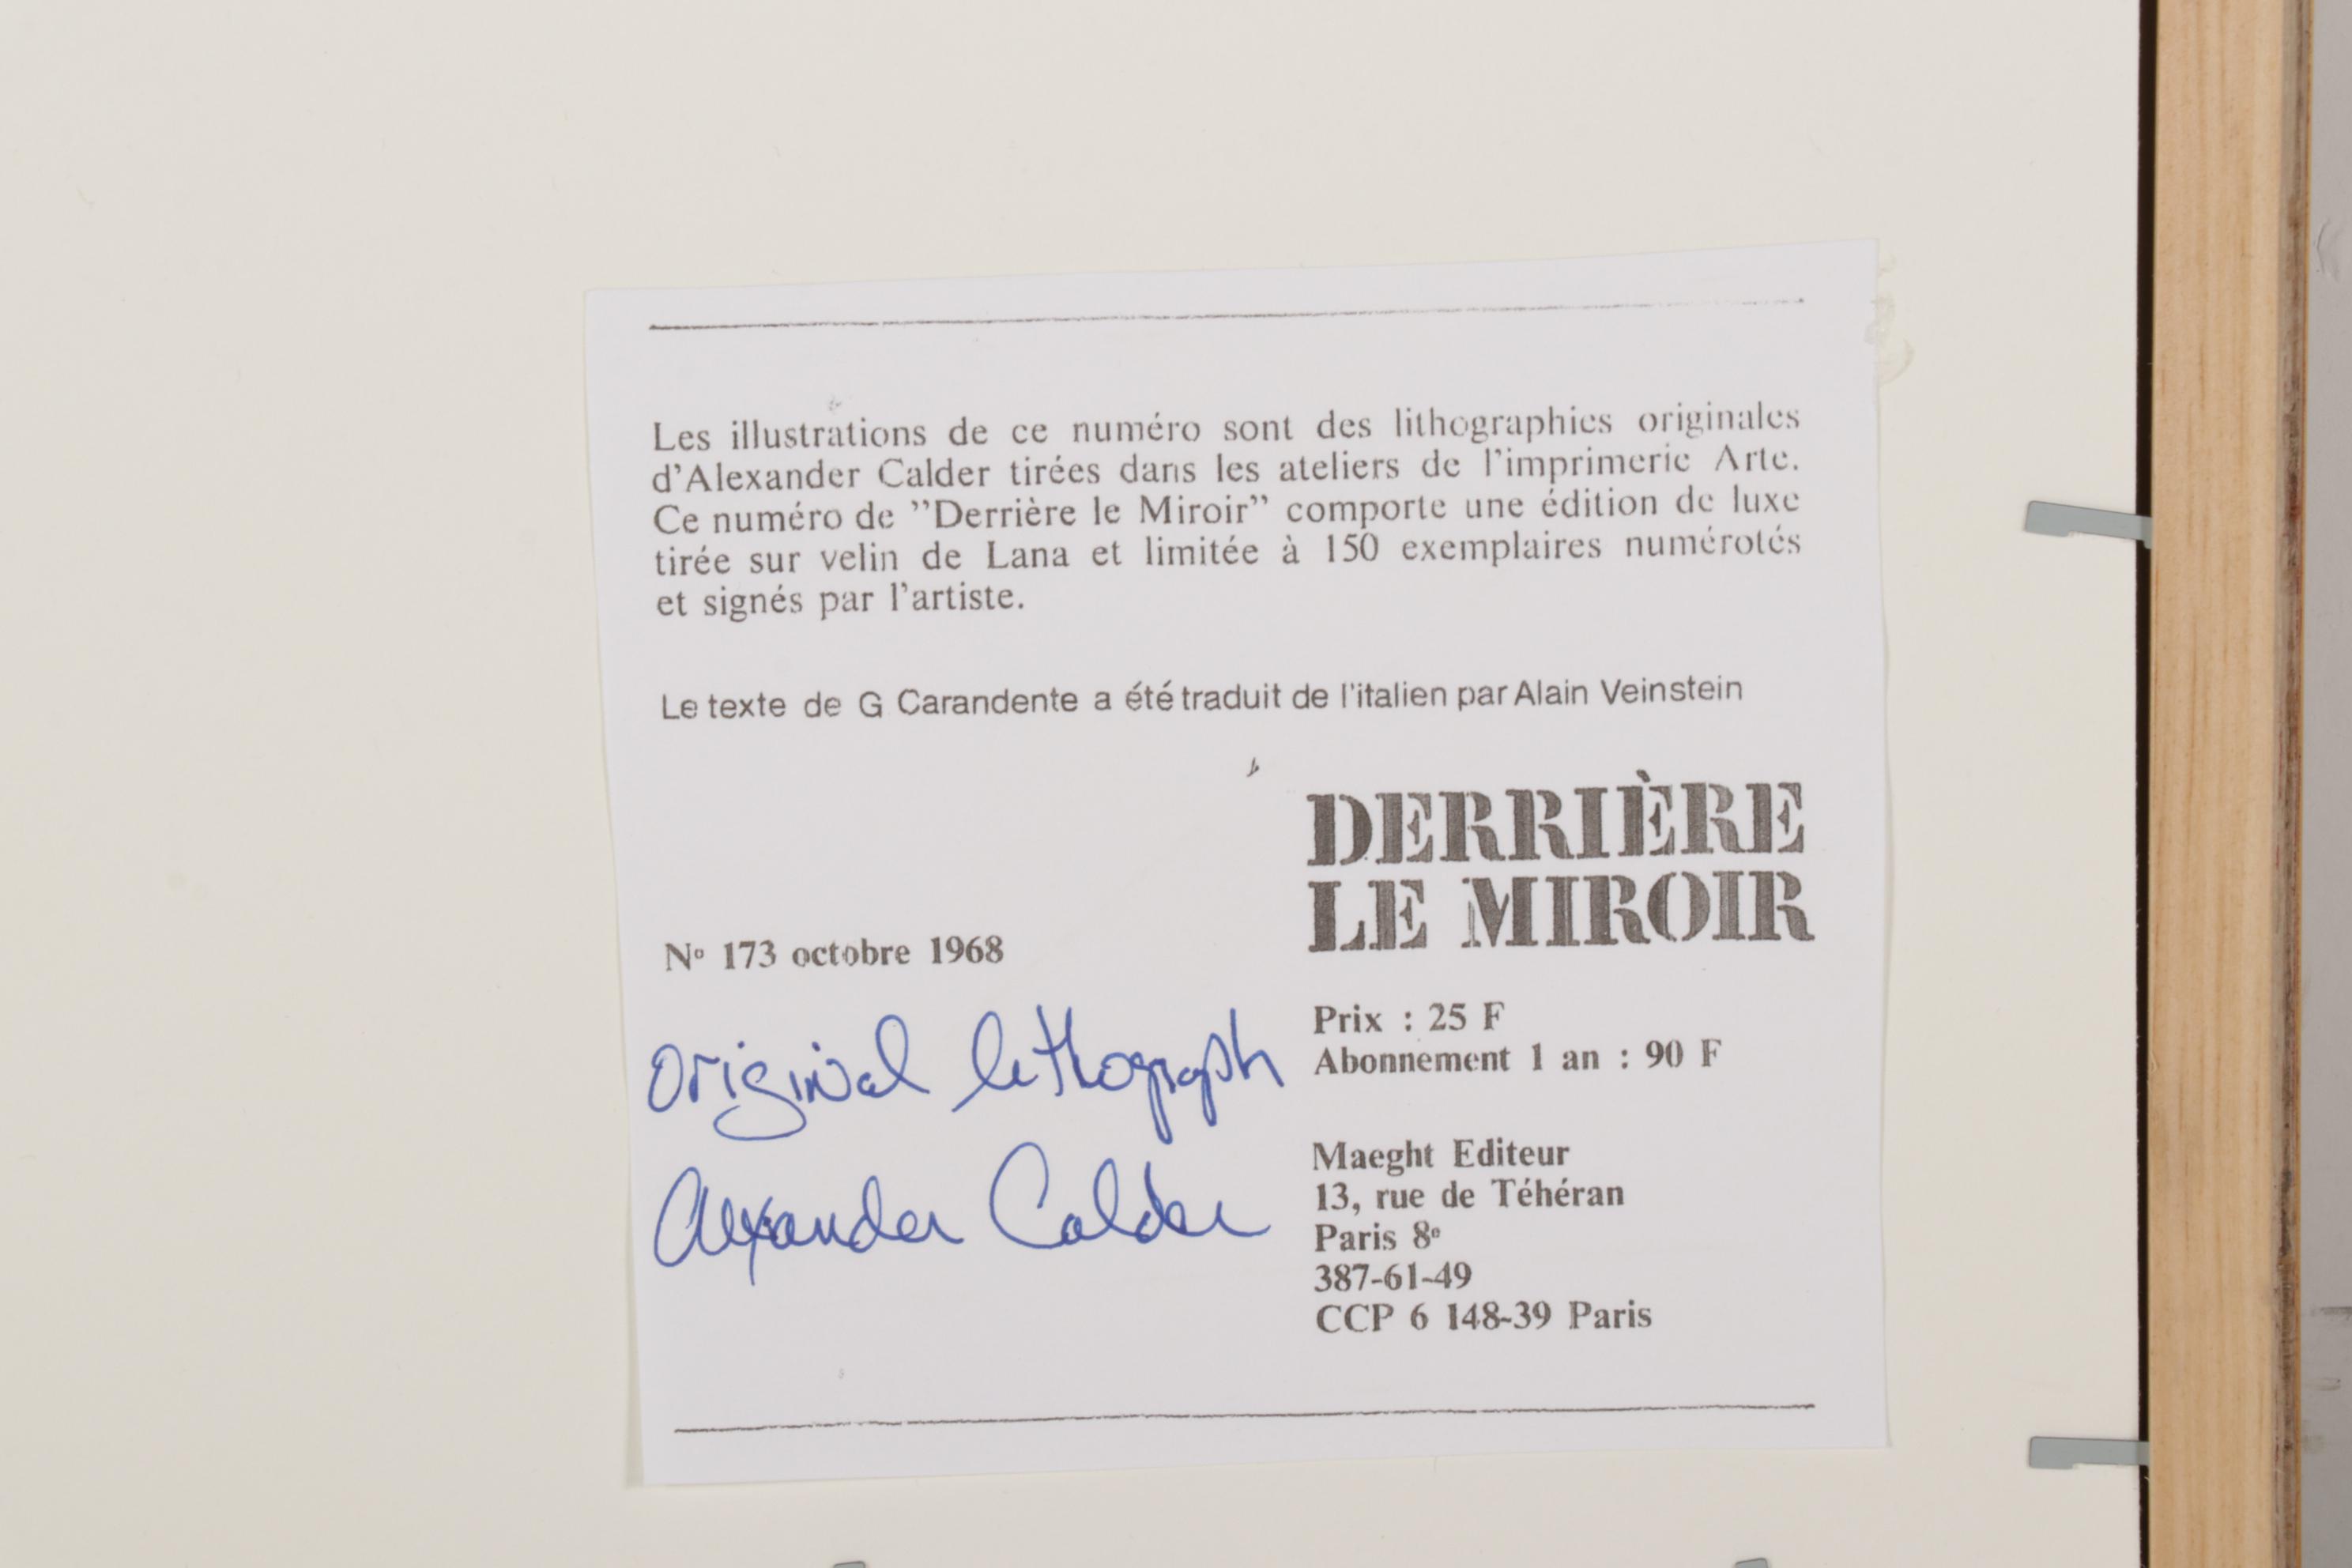 Les illustrations de ce numéro sont des lithographies originales
d'Alexander Calder tirées dans les ateliers de l'imprimerie Arte.
Ce numéro de ”Derrière le Miroir” comporte une édition de luxe
tirée sur velin de Lana et limitée à 150 exemplaires numérotés
et signés par l'artiste.
Le texte de G Carandente a été traduit de l'italien par Alain Veinstein
DERRIÈRE
LE MIROIR
Nº 173 octobre 1968
original lithograph
Alexander Calder
Prix : 25 F
Abonnement 1 an : 90 F
Maeght Editeur
13, rue de Téhéran
Paris 8e
387-61-49
CCP 6 148-39 Paris